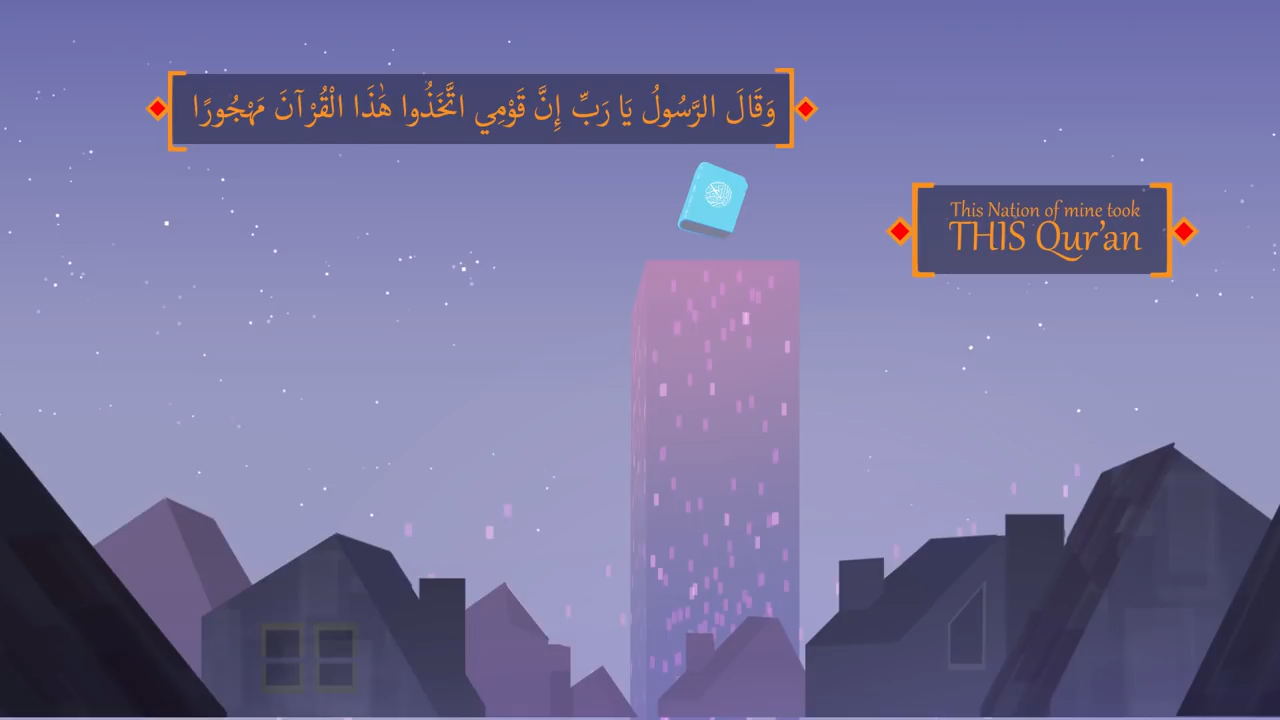 وَقَالَ الرَّسُولُ يَا رَبِّ إِنَّ قَوْمِي اتَّخَذُوا هَٰذَا الْقُرْآنَ مَهْجُورًا
This Nation of mine took
THIS Qur'an